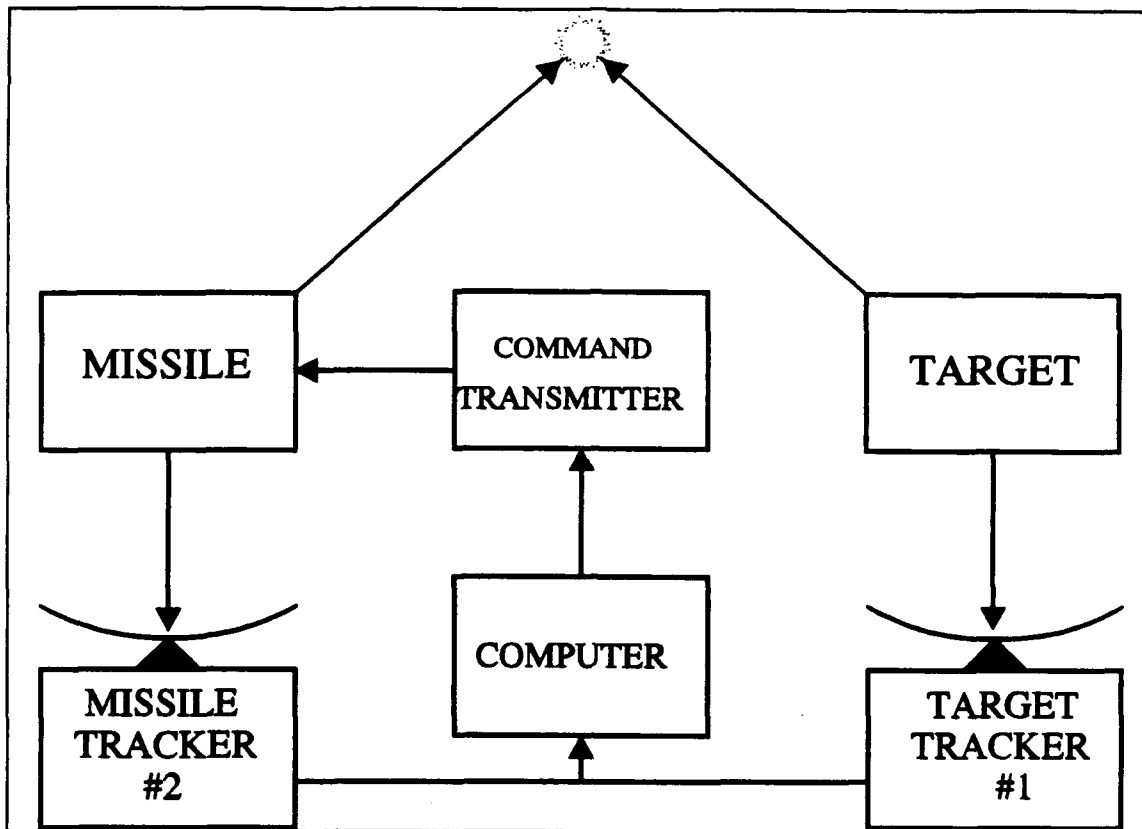 MISSILE
COMMAND
TRANSMITTER
TARGET
COMPUTER
MISSILE
TRACKER
#2
TARGET
TRACKER
#1